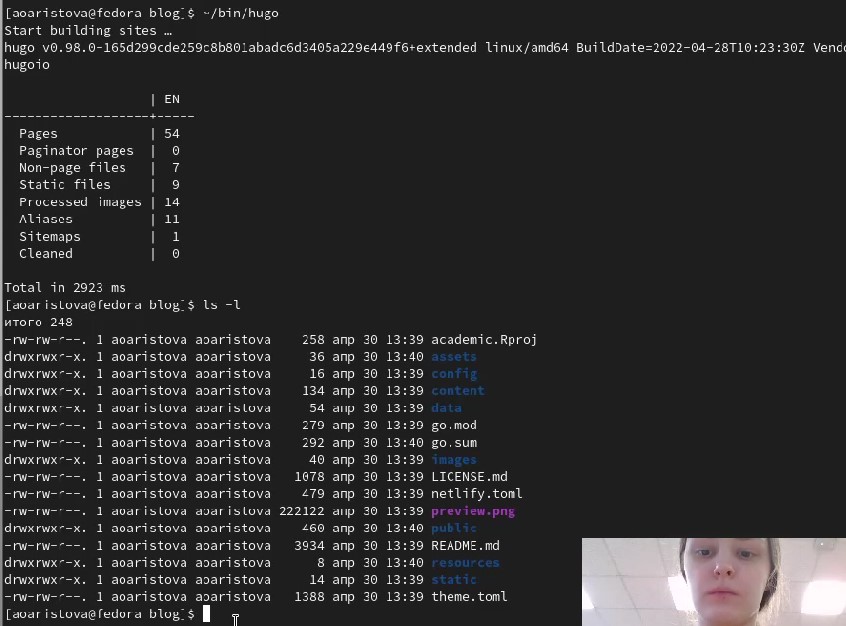 [aoaristova@fedora blog]$ ~/bin/hugo
Start building sites …
hugo v0.98.0-165d299cde259c8b801abadc6d3405a229e449f6+extended linux/amd64 BuildDate=2022-04-28T10:23:30Z Vendo
hugoio
| EN
-------------------+-----
Pages | 54
Paginator pages | 0
Non-page files | 7
Static files | 9
Processed images | 14
Aliases | 11
Sitemaps | 1
Cleaned | 0
Total in 2923 ms
[aoaristova@fedora blog]$ ls -l
итого 248
-rw-rw-r--. 1 aoaristova aoaristova 258 апр 30 13:39 academic.Rproj
drwxrwxr-x. 1 aoaristova aoaristova 36 апр 30 13:40 assets
drwxrwxr-x. 1 aoaristova aoaristova 16 апр 30 13:39 config
drwxrwxr-x. 1 aoaristova aoaristova 134 апр 30 13:39 content
drwxrwxr-x. 1 aoaristova aoaristova 54 апр 30 13:39 data
-rw-rw-r--. 1 aoaristova aoaristova 279 апр 30 13:39 go.mod
-rw-rw-r--. 1 aoaristova aoaristova 292 апр 30 13:40 go.sum
drwxrwxr-x. 1 aoaristova aoaristova 40 апр 30 13:39 images
-rw-rw-r--. 1 aoaristova aoaristova 1078 апр 30 13:39 LICENSE.md
-rw-rw-r--. 1 aoaristova aoaristova 479 апр 30 13:39 netlify.toml
-rw-rw-r--. 1 aoaristova aoaristova 222122 апр 30 13:39 preview.png
drwxrwxr-x. 1 aoaristova aoaristova 460 апр 30 13:40 public
-rw-rw-r--. 1 aoaristova aoaristova 3934 апр 30 13:39 README.md
drwxrwxr-x. 1 aoaristova aoaristova 8 апр 30 13:40 resources
drwxrwxr-x. 1 aoaristova aoaristova 14 апр 30 13:39 static
-rw-rw-r--. 1 aoaristova aoaristova 1388 апр 30 13:39 theme.toml
[aoaristova@fedora blog]$